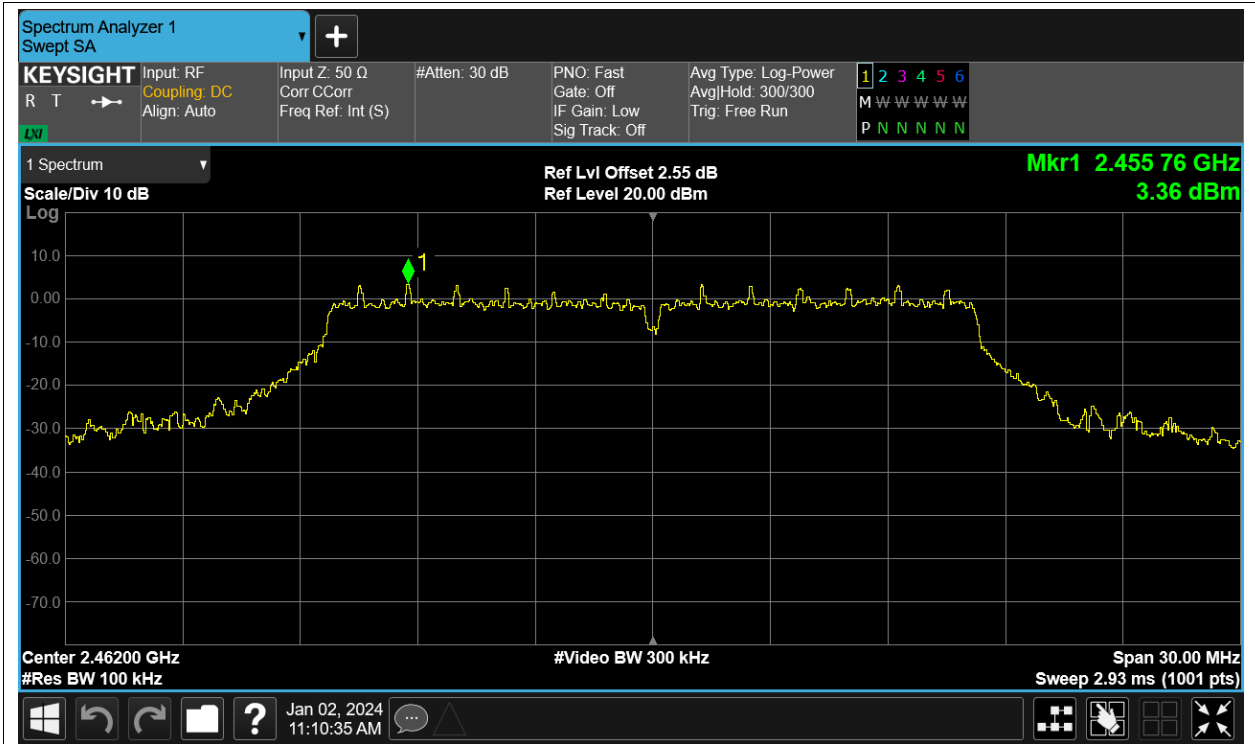 Spectrum Analyzer 1
Swept SA
KEYSIGHT
R T
LXI
Input: RF
Coupling: DC
Align: Auto
Input Z: 50 Ω
Corr CCorr
Freq Ref: Int (S)
#Atten: 30 dB
PNO: Fast
Gate: Off
IF Gain: Low
Sig Track: Off
Avg Type: Log-Power
Avg|Hold: 300/300
Trig: Free Run
1 2 3 4 5 6
M W W W W W
P N N N N N
1 Spectrum
Scale/Div 10 dB
Log
Ref Lvl Offset 2.55 dB
Ref Level 20.00 dBm
Mkr1 2.455 76 GHz
3.36 dBm
1
10.0
0.00
-10.0
-20.0
-30.0
-40.0
-50.0
-60.0
-70.0
Center 2.46200 GHz
#Res BW 100 kHz
#Video BW 300 kHz
Span 30.00 MHz
Sweep 2.93 ms (1001 pts)
?
Jan 02, 2024
11:10:35 AM